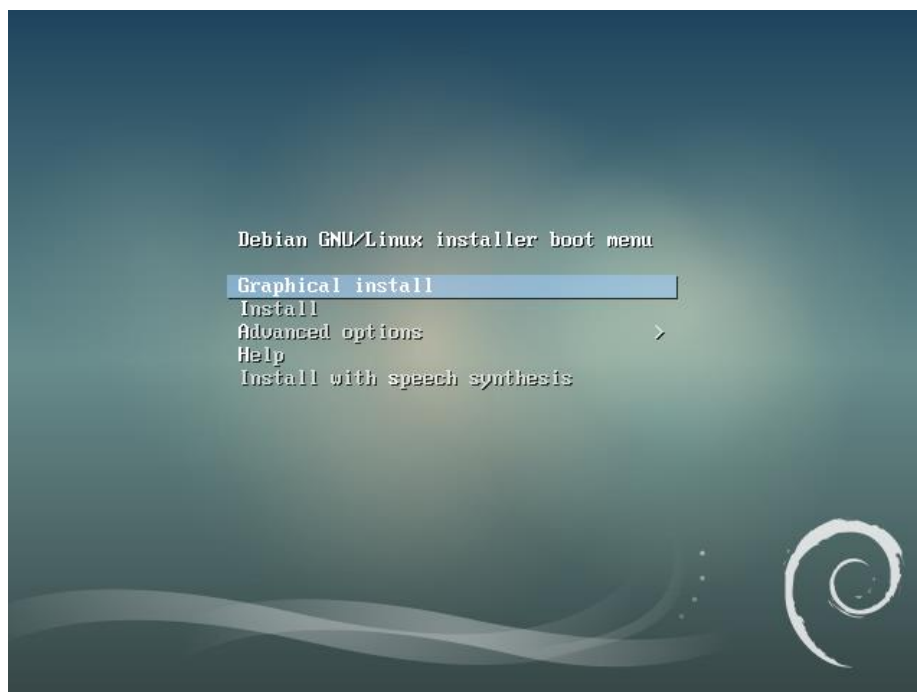 Debian GNU/Linux installer boot menu
Graphical install
Install
Advanced options >
Help
Install with speech synthesis